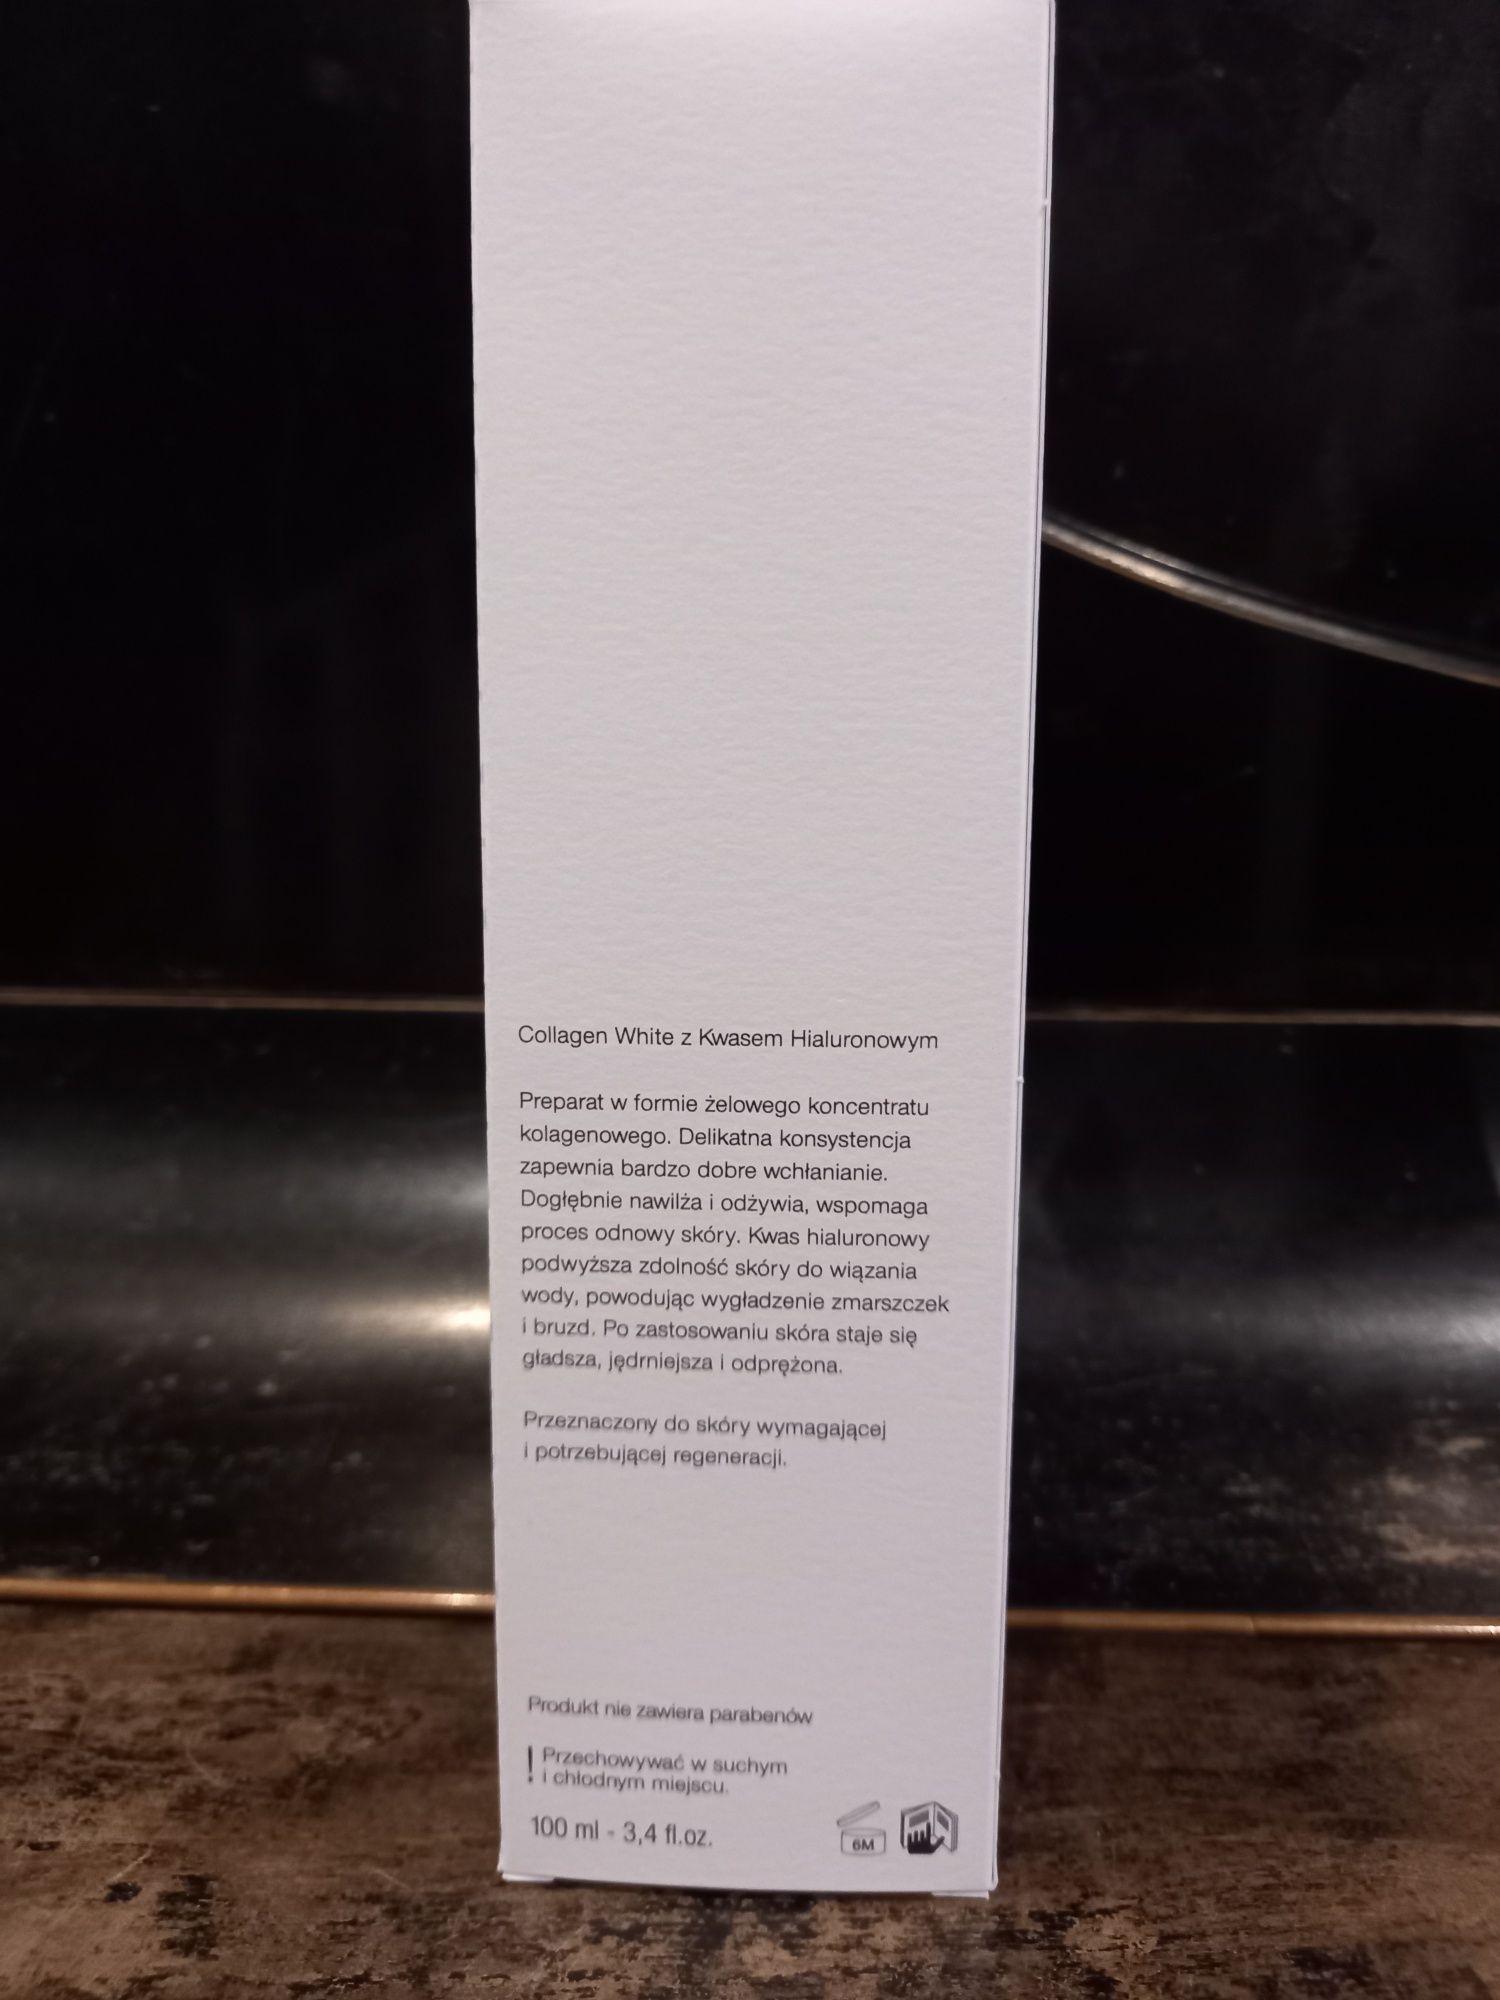 Collagen White z Kwasem Hialuronowym
Preparat w formie żelowego koncentratu
kolagenowego. Delikatna konsystencja
zapewnia bardzo dobre wchłanianie.
Dogłębnie nawilża i odżywia, wspomaga
proces odnowy skóry. Kwas hialuronowy
podwyższa zdolność skóry do wiązania
wody, powodując wygładzenie zmarszczek
i bruzd. Po zastosowaniu skóra staje się
gładsza, jędrniejsza i odprężona.
Przeznaczony do skóry wymagającej
i potrzebującej regeneracji.
Produkt nie zawiera parabenów
! Przechowywać w suchym
i chłodnym miejscu.
100 ml - 3,4 fl.oz.
6M